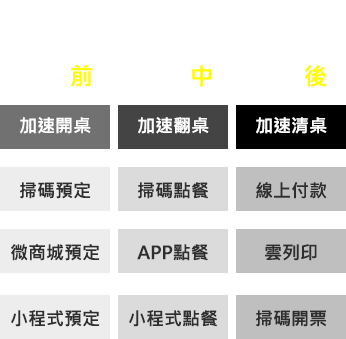 前 中 後
加速開桌 加速翻桌 加速清桌
掃碼預定 掃碼點餐 線上付款
微商城預定 APP點餐 雲列印
小程式預定 小程式點餐 掃碼開票